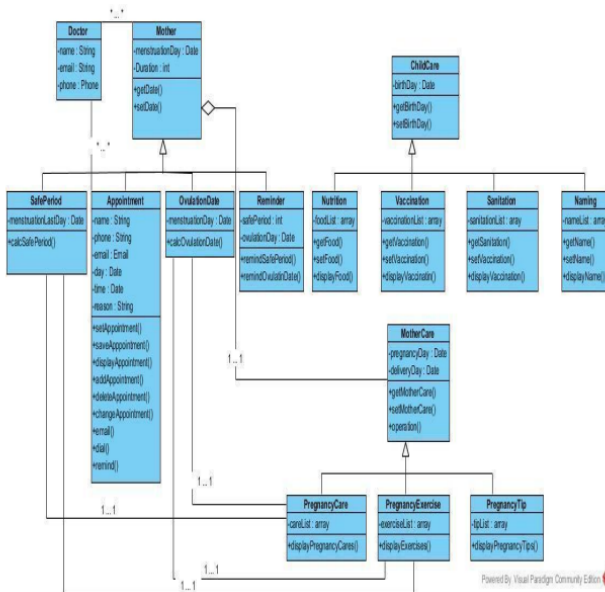 *...*
Doctor
-name : String
-email : String
-phone : Phone
Mother
-menstruationDay : Date
-Duration : int
+getDate()
+setDate()
ChildCare
-birthDay : Date
+getBirthDay()
+setBirthDay()
*...*
SafePeriod
-menstruationLastDay : Date
+calcSafePeriod()
Appointment
-name : String
-phone : String
-email : Email
-day : Date
-time : Date
-reason : String
+setAppointment()
+saveAppointment()
+displayAppointment()
+addAppointment()
+deleteAppointment()
+changeAppointment()
+email()
+dial()
+remind()
OvulationDate
-menstruationDay : Date
+calcOvulationDate()
Reminder
-safePeriod : int
-ovulationDay : Date
+remindSafePeriod()
+remindOvulatinDate()
Nutrition
-foodList : array
+getFood()
+setFood()
+displayFood()
Vaccination
-vaccinationList : array
+getVaccination()
+setVaccination()
+displayVaccinatin()
Sanitation
-sanitationList : array
+getSanitation()
+setVaccination()
+displayVaccination()
Naming
-nameList : array
+getName()
+setName()
+displayName()
1...1
MotherCare
-pregnancyDay : Date
-deliveryDay : Date
+getMotherCare()
+setMotherCare()
+operation()
1...1
1...1
PregnancyCare
-careList : array
+displayPregnancyCares()
PregnancyExercise
-exerciseList : array
+displayExercises()
PregnancyTip
-tipList : array
+displayPregnancyTips()
1...1
1...1
Powered By Visual Paradigm Community Edition